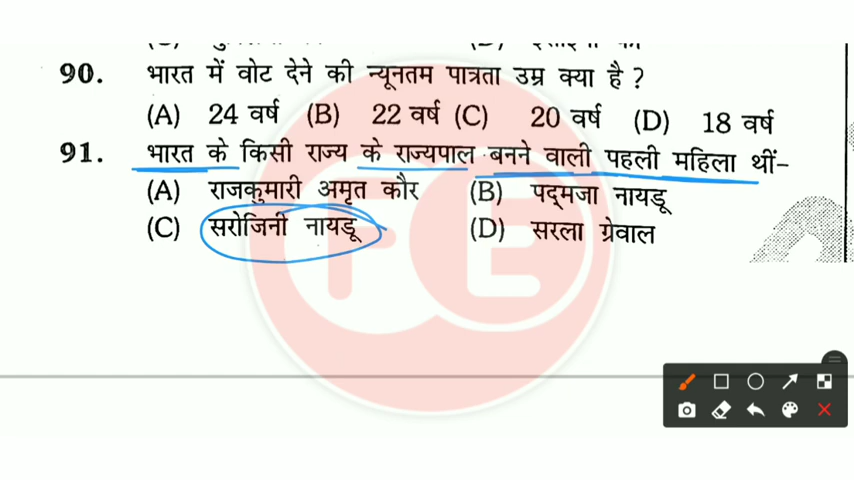 90. भारत में वोट देने की न्यूनतम पात्रता उम्र क्या है ?
(A) 24 वर्ष (B) 22 वर्ष (C) 20 वर्ष (D) 18 वर्ष
91. भारत के किसी राज्य के राज्यपाल बनने वाली पहली महिला थीं–
(A) राजकुमारी अमृत कौर (B) पद्मजा नायडू
(C) सरोजिनी नायडू (D) सरला ग्रेवाल